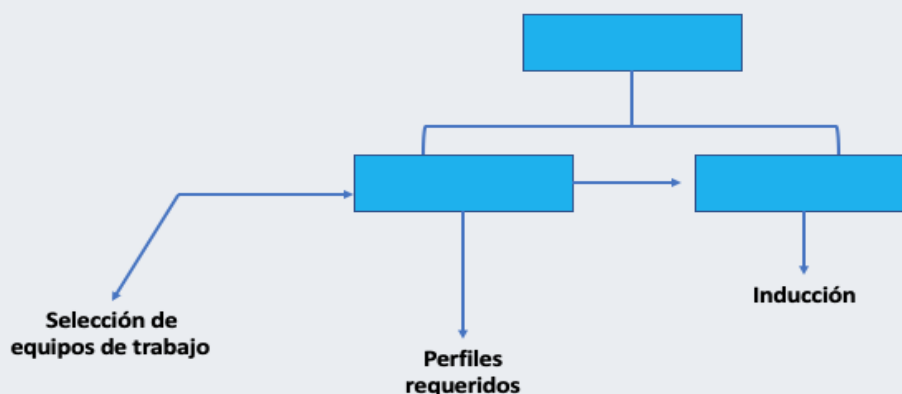 Selección de
equipos de trabajo
Perfiles
requeridos
Inducción